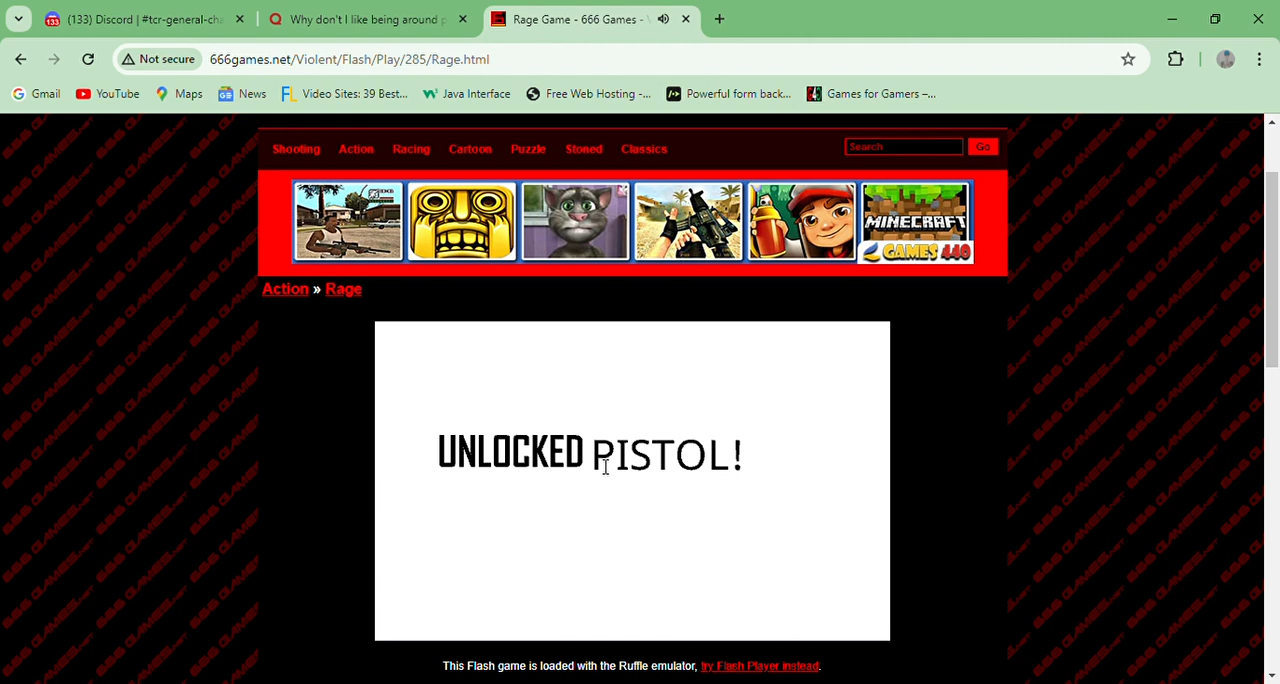 133
(133) Discord | #tcr-general-cha
Why don't I like being around p
Rage Game - 666 Games - V
Not secure
666games.net/Violent/Flash/Play/285/Rage.html
Gmail
YouTube
Maps
News
Video Sites: 39 Best...
Java Interface
Free Web Hosting -...
Powerful form back...
Games for Gamers –...
Shooting
Action
Racing
Cartoon
Puzzle
Stoned
Classics
Search
Go
MINECRAFT
GAMES 440
Action » Rage
UNLOCKED PISTOL!
This Flash game is loaded with the Ruffle emulator, try Flash Player instead.